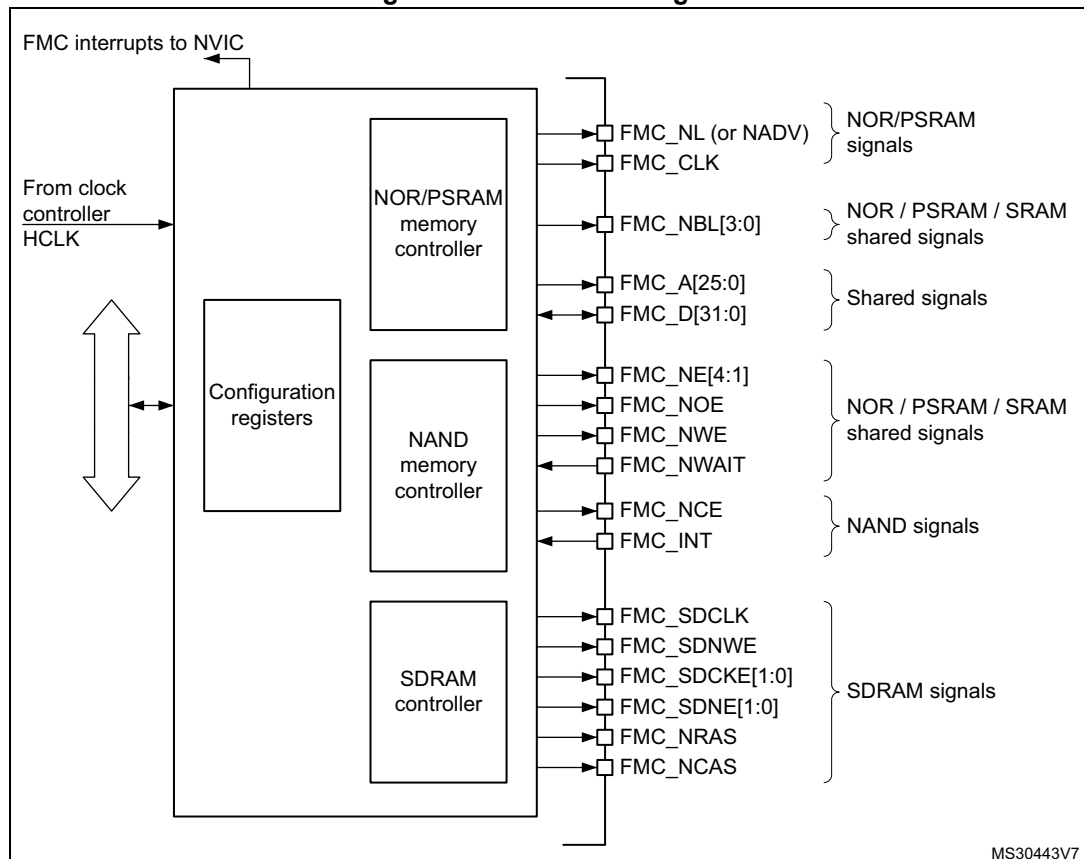 FMC interrupts to NVIC
From clock
controller
HCLK
Configuration
registers
NOR/PSRAM
memory
controller
NAND
memory
controller
SDRAM
controller
FMC_NL (or NADV)
FMC_CLK
NOR/PSRAM
signals
FMC_NBL[3:0]
NOR / PSRAM / SRAM
shared signals
FMC_A[25:0]
FMC_D[31:0]
Shared signals
FMC_NE[4:1]
FMC_NOE
FMC_NWE
FMC_NWAIT
NOR / PSRAM / SRAM
shared signals
FMC_NCE
FMC_INT
NAND signals
FMC_SDCLK
FMC_SDNWE
FMC_SDCKE[1:0]
FMC_SDNE[1:0]
FMC_NRAS
FMC_NCAS
SDRAM signals
MS30443V7